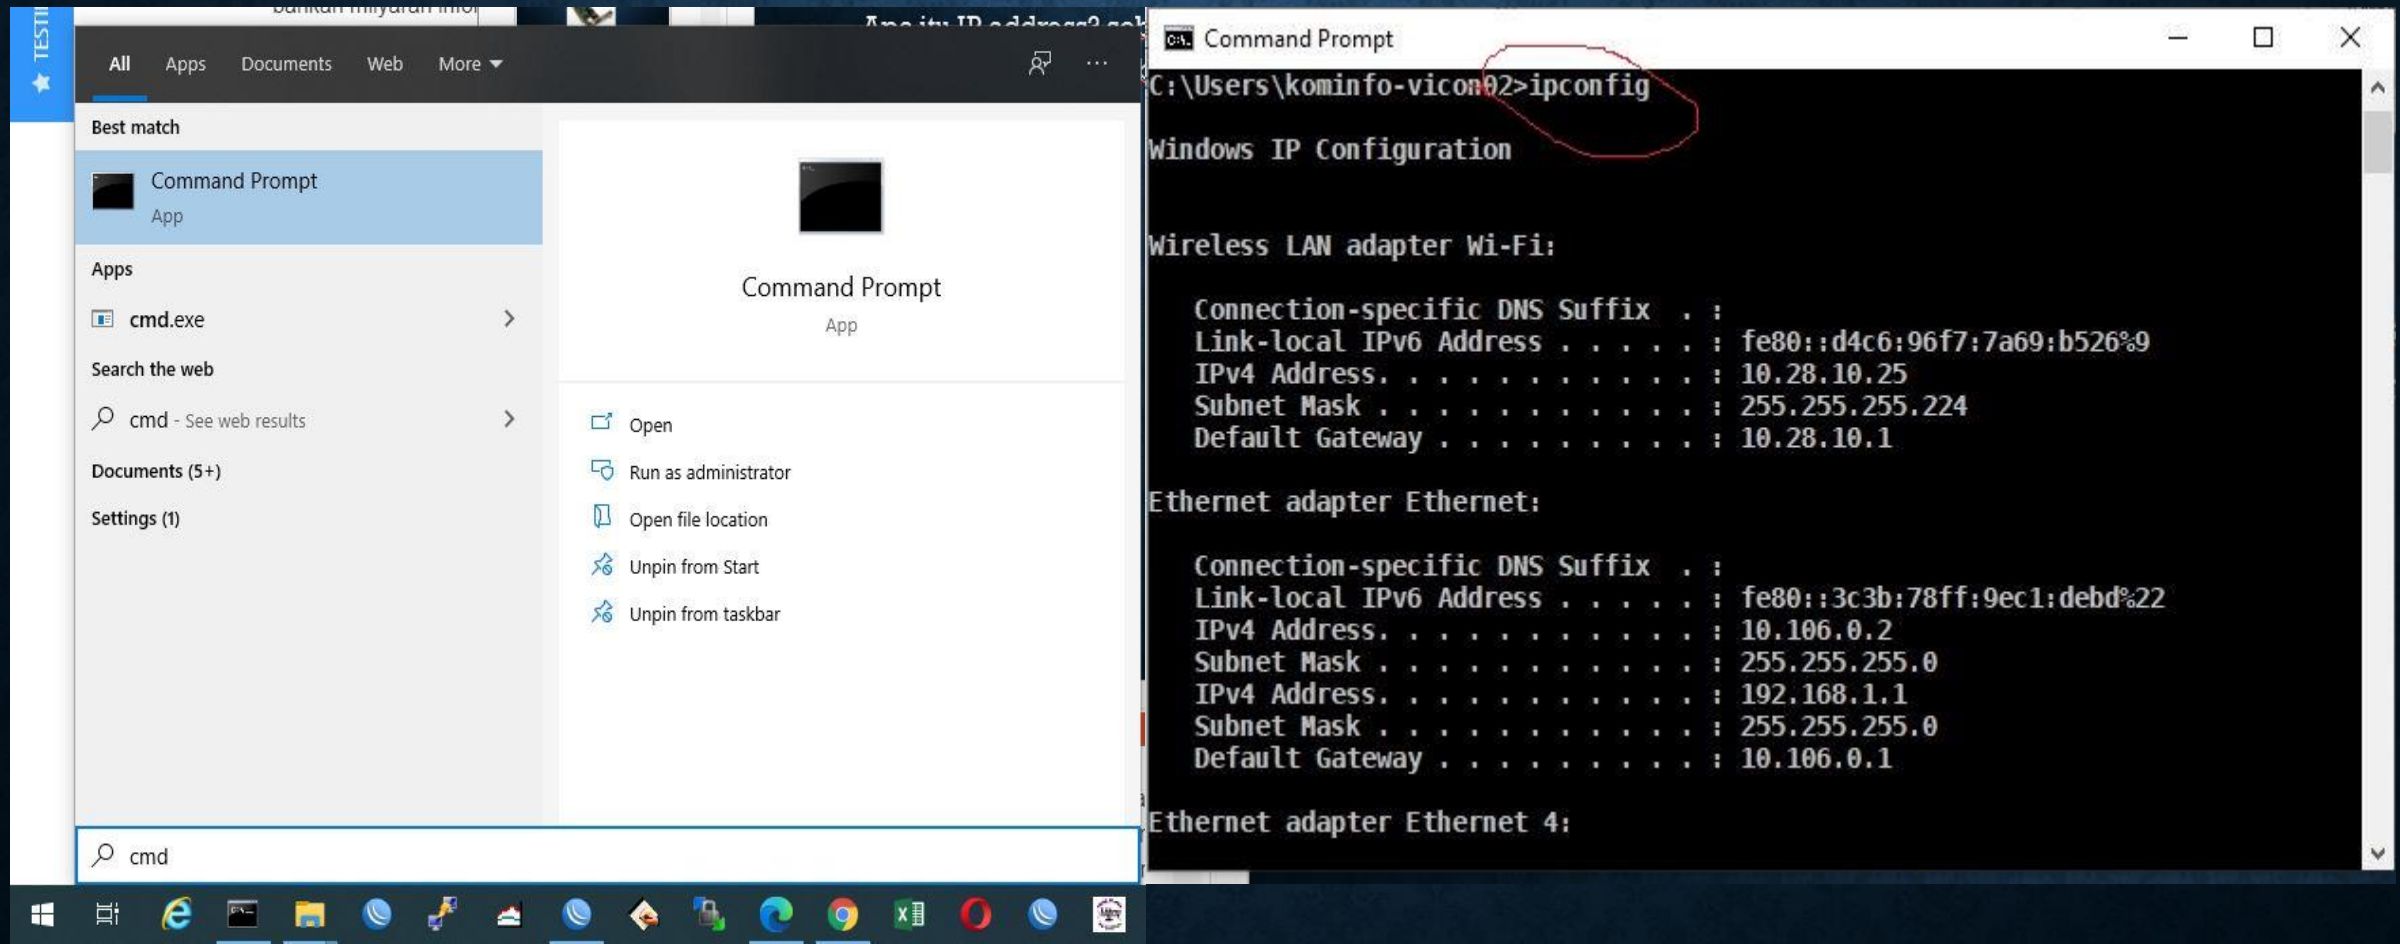 TESTI
All Apps Documents Web More
Best match
Command Prompt
App
Apps
cmd.exe
Search the web
cmd - See web results
Documents (5+)
Settings (1)
Command Prompt
App
Open
Run as administrator
Open file location
Unpin from Start
Unpin from taskbar
cmd
Command Prompt
C:\Users\kominfo-vicon02>ipconfig
Windows IP Configuration
Wireless LAN adapter Wi-Fi:
Connection-specific DNS Suffix . :
Link-local IPv6 Address . . . . . : fe80::d4c6:96f7:7a69:b526%9
IPv4 Address. . . . . . . . . . . : 10.28.10.25
Subnet Mask . . . . . . . . . . . : 255.255.255.224
Default Gateway . . . . . . . . . : 10.28.10.1
Ethernet adapter Ethernet:
Connection-specific DNS Suffix . :
Link-local IPv6 Address . . . . . : fe80::3c3b:78ff:9ec1:debd%22
IPv4 Address. . . . . . . . . . . : 10.106.0.2
Subnet Mask . . . . . . . . . . . : 255.255.255.0
IPv4 Address. . . . . . . . . . . : 192.168.1.1
Subnet Mask . . . . . . . . . . . : 255.255.255.0
Default Gateway . . . . . . . . . : 10.106.0.1
Ethernet adapter Ethernet 4: